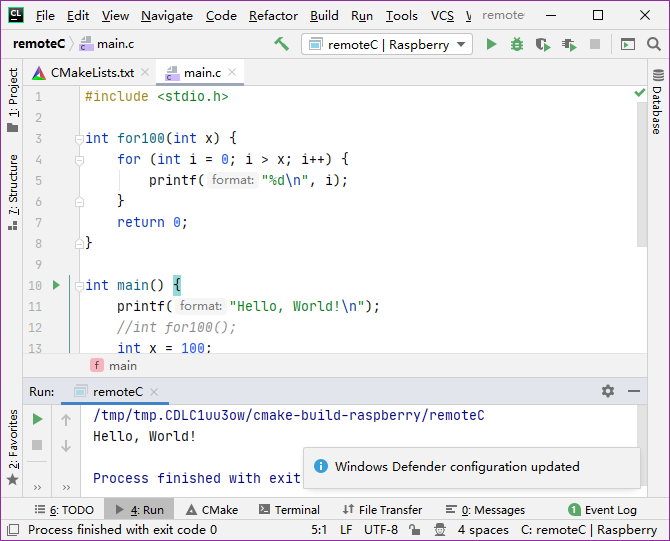 CL File Edit View Navigate Code Refactor Build Run Tools VCS remote
remoteC main.c remoteC | Raspberry
CMakeLists.txt main.c
1: Project
7: Structure
2: Favorites
Database
1 #include <stdio.h>
2
3 int for100(int x) {
4 for (int i = 0; i > x; i++) {
5 printf( format: "%d\n", i);
6 }
7 return 0;
8 }
9
10 int main() {
11 printf( format: "Hello, World!\n");
12 //int for100();
13 int x = 100;
f main
Run: remoteC
/tmp/tmp.CDLC1uu3ow/cmake-build-raspberry/remoteC
Hello, World!
Process finished with exit
Windows Defender configuration updated
6: TODO 4: Run CMake Terminal File Transfer 0: Messages 1 Event Log
Process finished with exit code 0 5:1 LF UTF-8 4 spaces C: remoteC | Raspberry